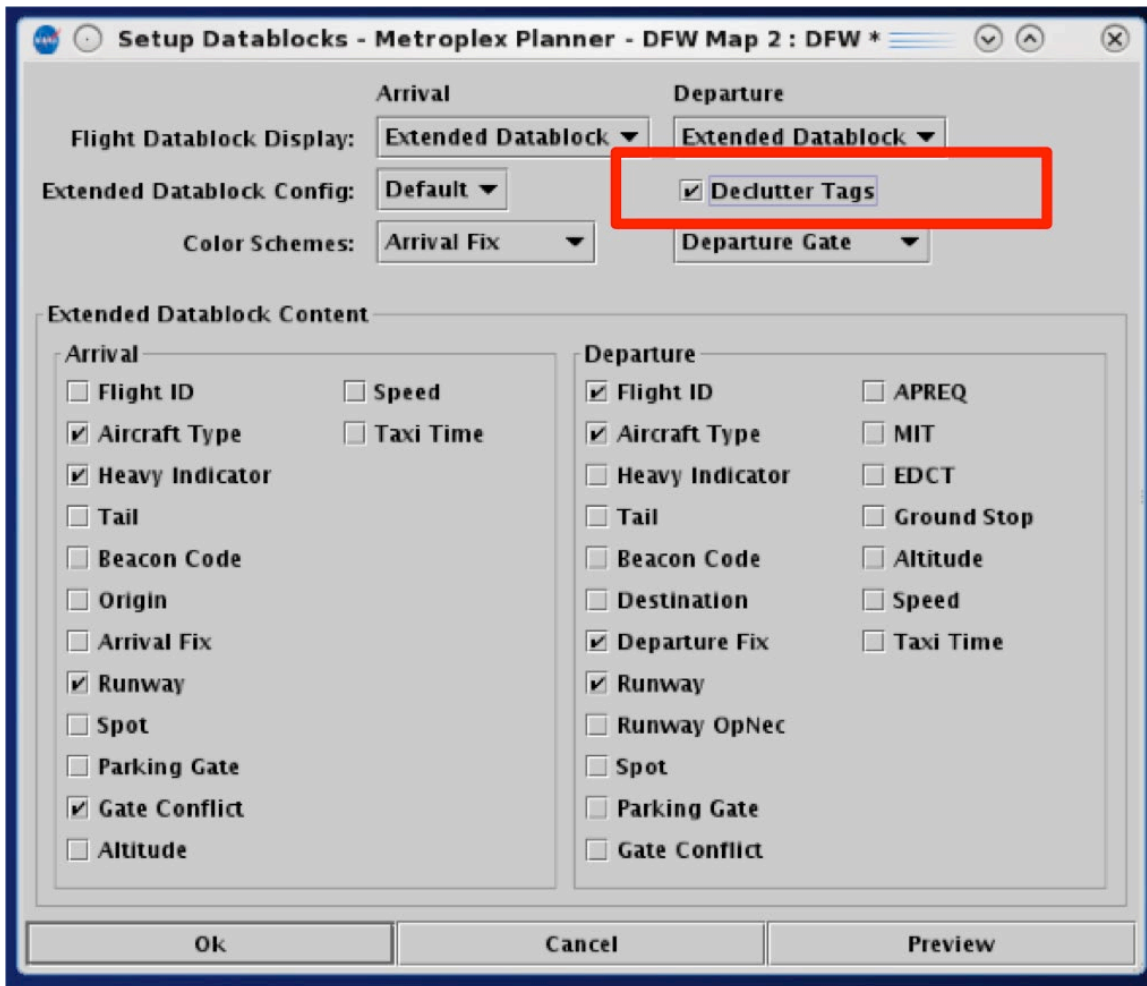 Setup Datablocks - Metroplex Planner - DFW Map 2 : DFW *
Arrival Departure
Flight Datablock Display: Extended Datablock Extended Datablock
Extended Datablock Config: Default Declutter Tags
Color Schemes: Arrival Fix Departure Gate
Extended Datablock Content
Arrival
Flight ID Speed
Aircraft Type Taxi Time
Heavy Indicator
Tail
Beacon Code
Origin
Arrival Fix
Runway
Spot
Parking Gate
Gate Conflict
Altitude
Departure
Flight ID APREQ
Aircraft Type MIT
Heavy Indicator EDCT
Tail Ground Stop
Beacon Code Altitude
Destination Speed
Departure Fix Taxi Time
Runway
Runway OpNec
Spot
Parking Gate
Gate Conflict
Ok Cancel Preview